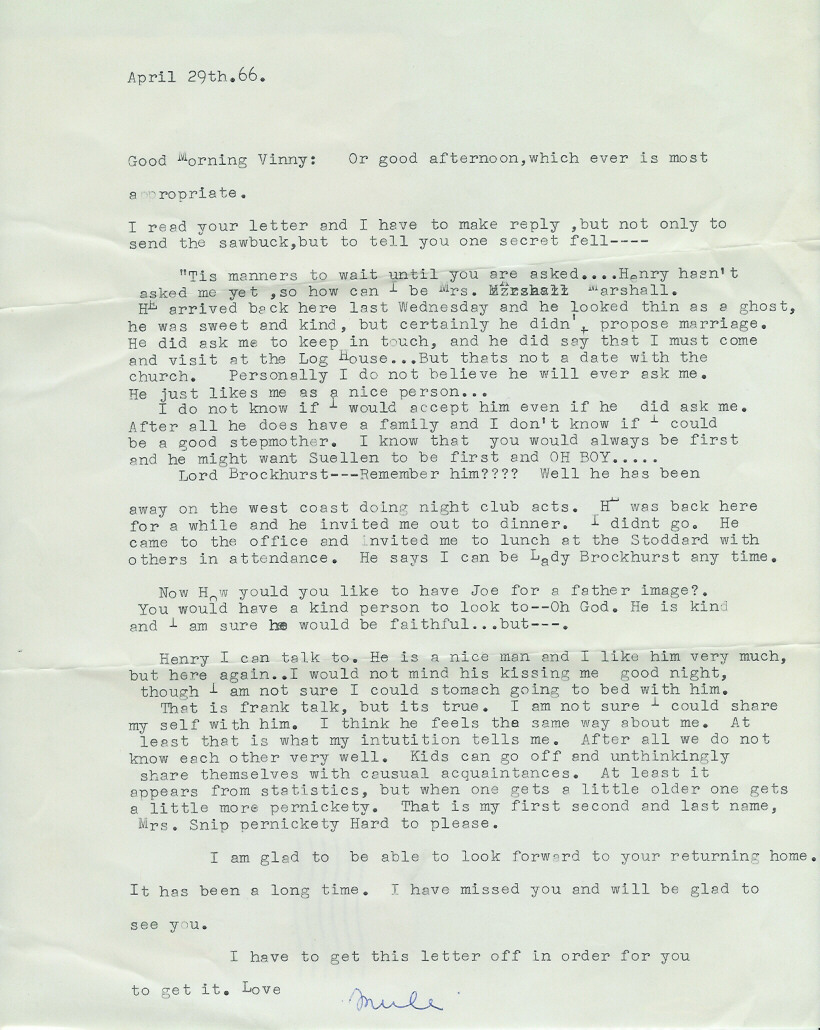 April 29th.66.
Good Morning Vinny:   Or good afternoon,which ever is most
appropriate.
I read your letter and I have to make reply ,but not only to
send the sawbuck,but to tell you one secret fell----
"Tis manners to wait until you are asked....Henry hasn't
asked me yet ,so how can I be Mrs. Marshall.
He arrived back here last Wednesday and he looked thin as a ghost,
he was sweet and kind, but certainly he didn't propose marriage.
He did ask me to keep in touch, and he did say that I must come
and visit at the Log House...But thats not a date with the
church.   Personally I do not believe he will ever ask me.
He just likes me as a nice person...
I do not know if I would accept him even if he  did ask me.
After all he does have a family and I don't know if I could
be a good stepmother.  I know that  you would always be first
and he might want Suellen to be first and OH BOY.....
Lord Brockhurst---Remember him????  Well he has been
away on the west coast doing night club acts.  He was back here
for a while and he invited me out to dinner.  I didnt go.  He
came to the office and invited me to lunch at the Stoddard with
others in attendance.  He says I can be Lady Brockhurst any time.
Now How yould you like to have Joe for a father image?.
You would have a kind person to look to--Oh God. He is kind
and I am sure he would be faithful...but---.
Henry I can talk to. He is a nice man and I like him very much,
but here again..I would not mind his kissing me  good night,
though I am not sure I could stomach going to bed with him.
That is frank talk, but its true.  I am not sure I could share
my self with him.  I think he feels the same way about me.  At
least that is what my intutition tells me.  After all we do not
know each other very well.  Kids can go off and unthinkingly
share themselves with causual acquaintances.  At least it
appears from statistics, but when one gets a little older one gets
a little more pernickety.  That is my first second and last name,
Mrs. Snip pernickety Hard to please.
I am glad to  be able to look forward to your returning home.
It has been a long time.  I have missed you and will be glad to
see you.
I have to get this letter off in order for you
to get it. Love